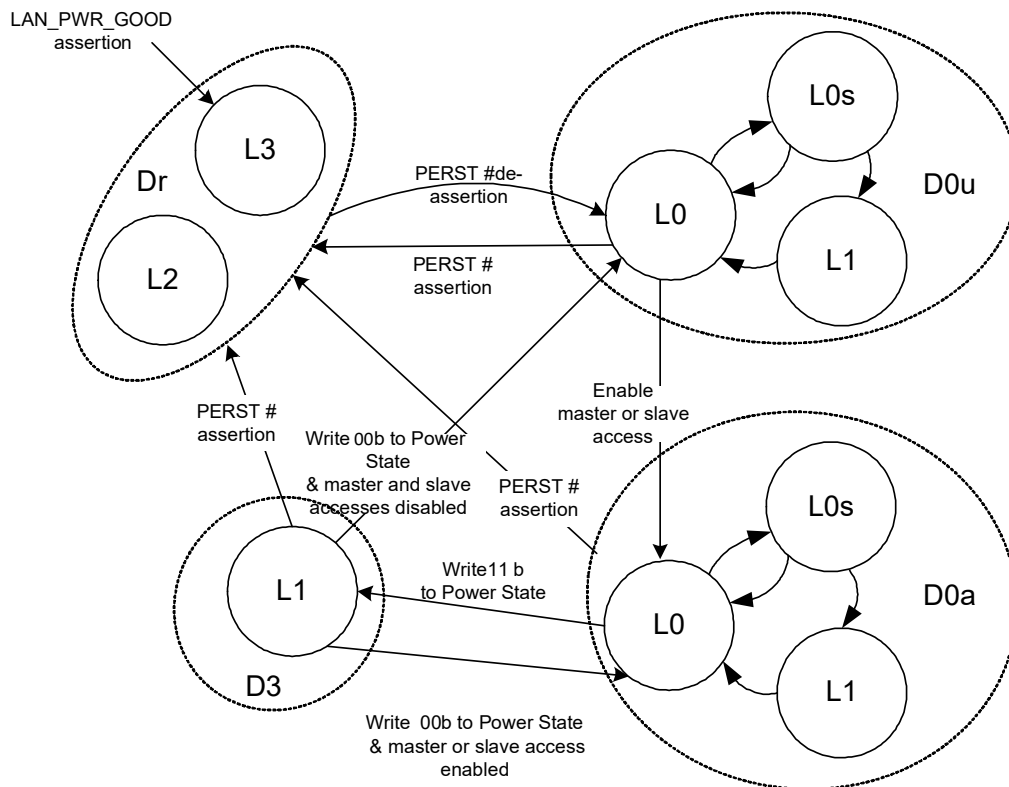 LAN_PWR_GOOD
assertion
L3
Dr
L2
PERST #de-
assertion
PERST #
assertion
L0s
L0
D0u
L1
Enable
master or slave
access
PERST #
assertion
Write 00b to Power
State
& master and slave
accesses disabled
PERST #
assertion
L1
D3
Write11 b
to Power State
L0s
L0
D0a
L1
Write 00b to Power State
& master or slave access
enabled